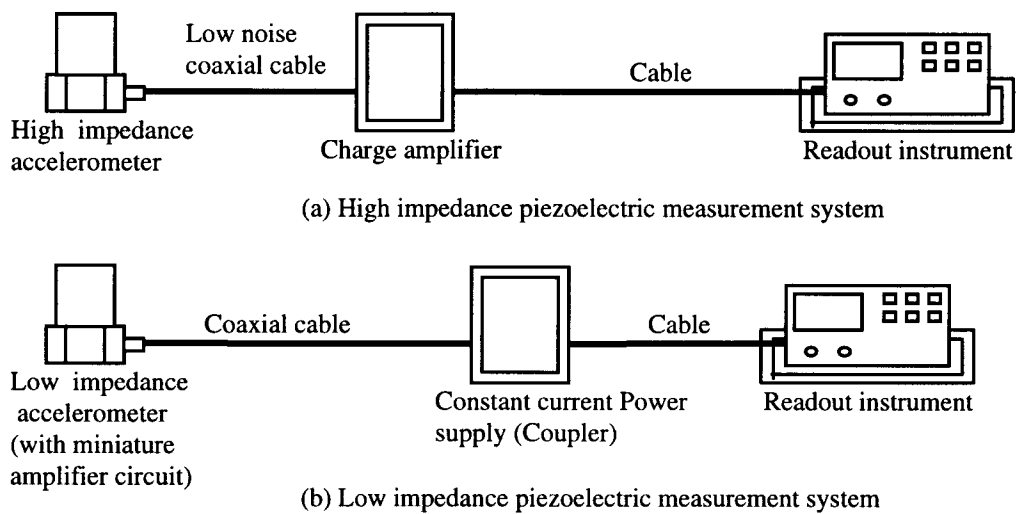 Low noise
coaxial cable
Cable
High impedance
accelerometer
Charge amplifier
Readout instrument
(a) High impedance piezoelectric measurement system
Coaxial cable
Cable
Low impedance
accelerometer
(with miniature
amplifier circuit)
Constant current Power
supply (Coupler)
Readout instrument
(b) Low impedance piezoelectric measurement system